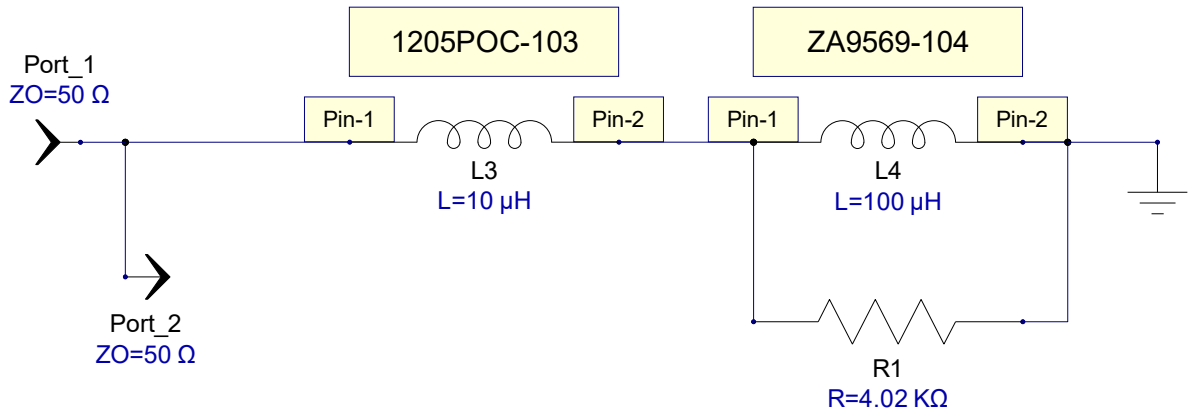 1205POC-103
ZA9569-104
Port_1
ZO=50 Ω
Pin-1
Pin-2
Pin-1
Pin-2
L3
L=10 µH
L4
L=100 µH
Port_2
ZO=50 Ω
R1
R=4.02 KΩ